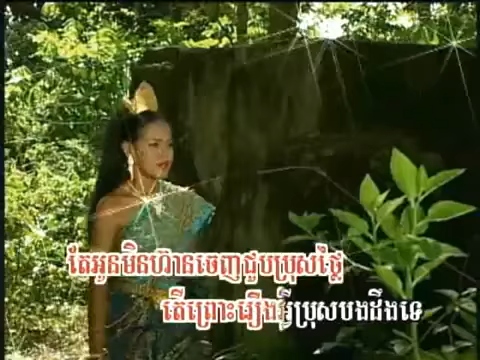 តែអូនមិនហ៊ានចេញជួបប្រុសថ្លៃ
តើព្រោះរឿងអ្វីប្រុសបងដឹងទេ